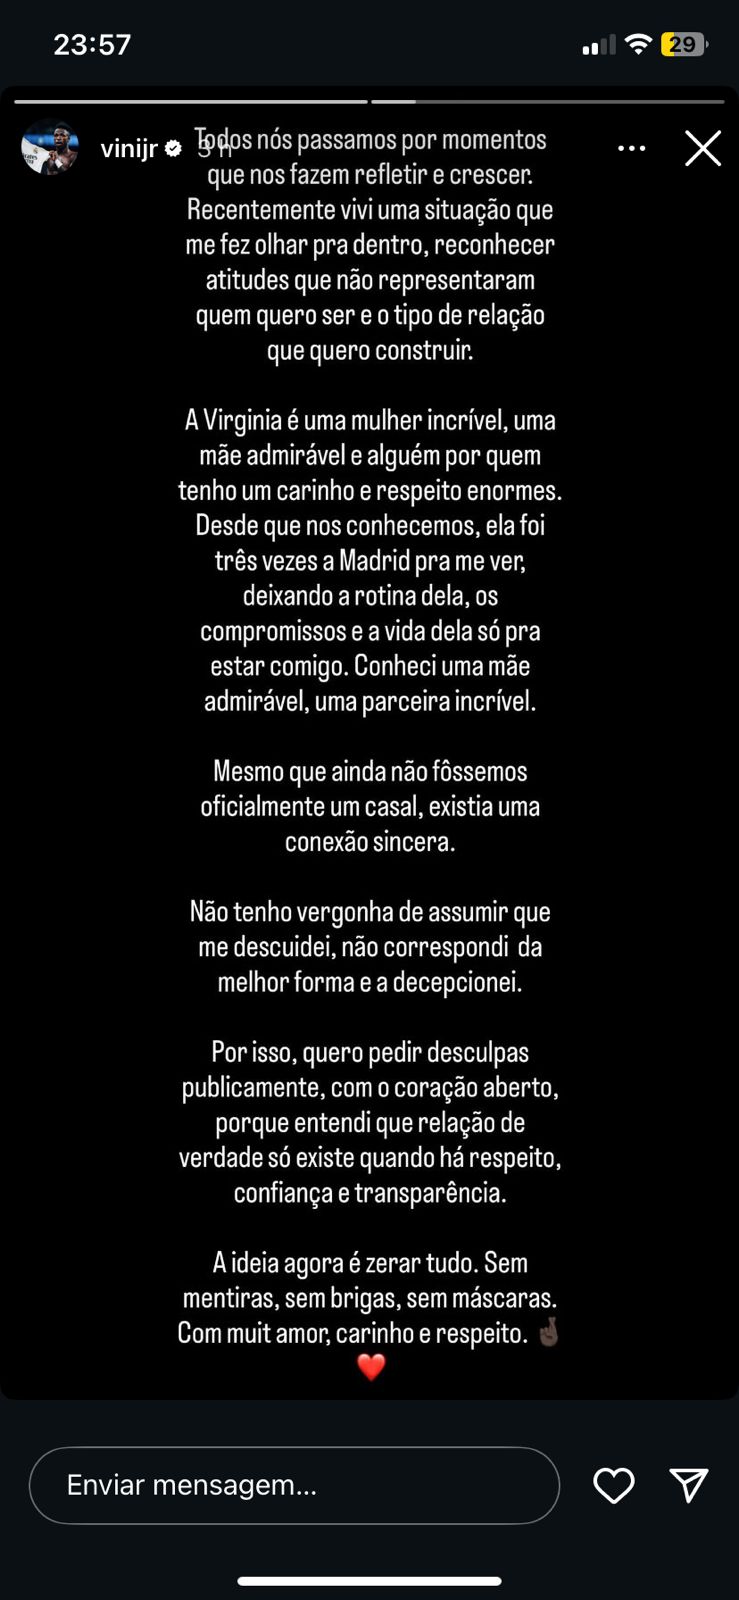 23:57
29
vinijr
3 h
Todos nós passamos por momentos
que nos fazem refletir e crescer.
Recentemente vivi uma situação que
me fez olhar pra dentro, reconhecer
atitudes que não representaram
quem quero ser e o tipo de relação
que quero construir.
A Virginia é uma mulher incrível, uma
mãe admirável e alguém por quem
tenho um carinho e respeito enormes.
Desde que nos conhecemos, ela foi
três vezes a Madrid pra me ver,
deixando a rotina dela, os
compromissos e a vida dela só pra
estar comigo. Conheci uma mãe
admirável, uma parceira incrível.
Mesmo que ainda não fôssemos
oficialmente um casal, existia uma
conexão sincera.
Não tenho vergonha de assumir que
me descuidei, não correspondi da
melhor forma e a decepcionei.
Por isso, quero pedir desculpas
publicamente, com o coração aberto,
porque entendi que relação de
verdade só existe quando há respeito,
confiança e transparência.
A ideia agora é zerar tudo. Sem
mentiras, sem brigas, sem máscaras.
Com muit amor, carinho e respeito. 🤞🏿
❤️
Enviar mensagem...